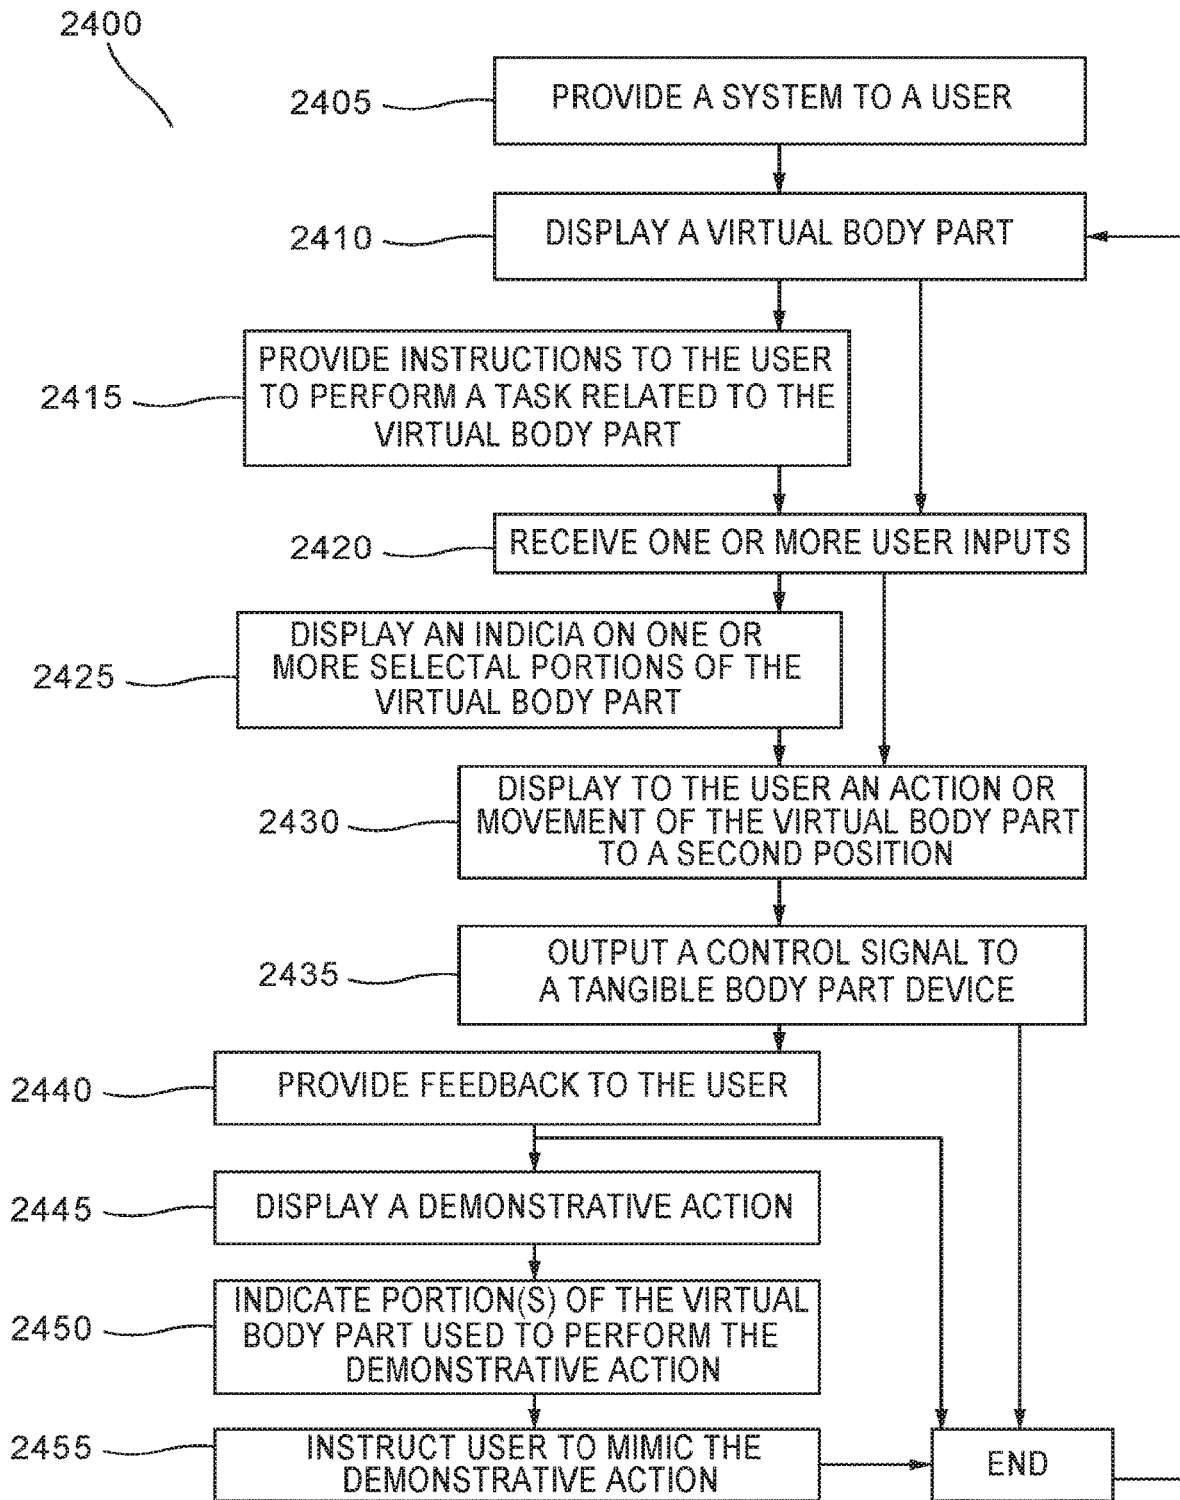 2400
2405
PROVIDE A SYSTEM TO A USER
2410
DISPLAY A VIRTUAL BODY PART
2415
PROVIDE INSTRUCTIONS TO THE USER
TO PERFORM A TASK RELATED TO THE
VIRTUAL BODY PART
2420
RECEIVE ONE OR MORE USER INPUTS
2425
DISPLAY AN INDICIA ON ONE OR
MORE SELECTAL PORTIONS OF THE
VIRTUAL BODY PART
2430
DISPLAY TO THE USER AN ACTION OR
MOVEMENT OF THE VIRTUAL BODY PART
TO A SECOND POSITION
2435
OUTPUT A CONTROL SIGNAL TO
A TANGIBLE BODY PART DEVICE
2440
PROVIDE FEEDBACK TO THE USER
2445
DISPLAY A DEMONSTRATIVE ACTION
2450
INDICATE PORTION(S) OF THE VIRTUAL
BODY PART USED TO PERFORM THE
DEMONSTRATIVE ACTION
2455
INSTRUCT USER TO MIMIC THE
DEMONSTRATIVE ACTION
END